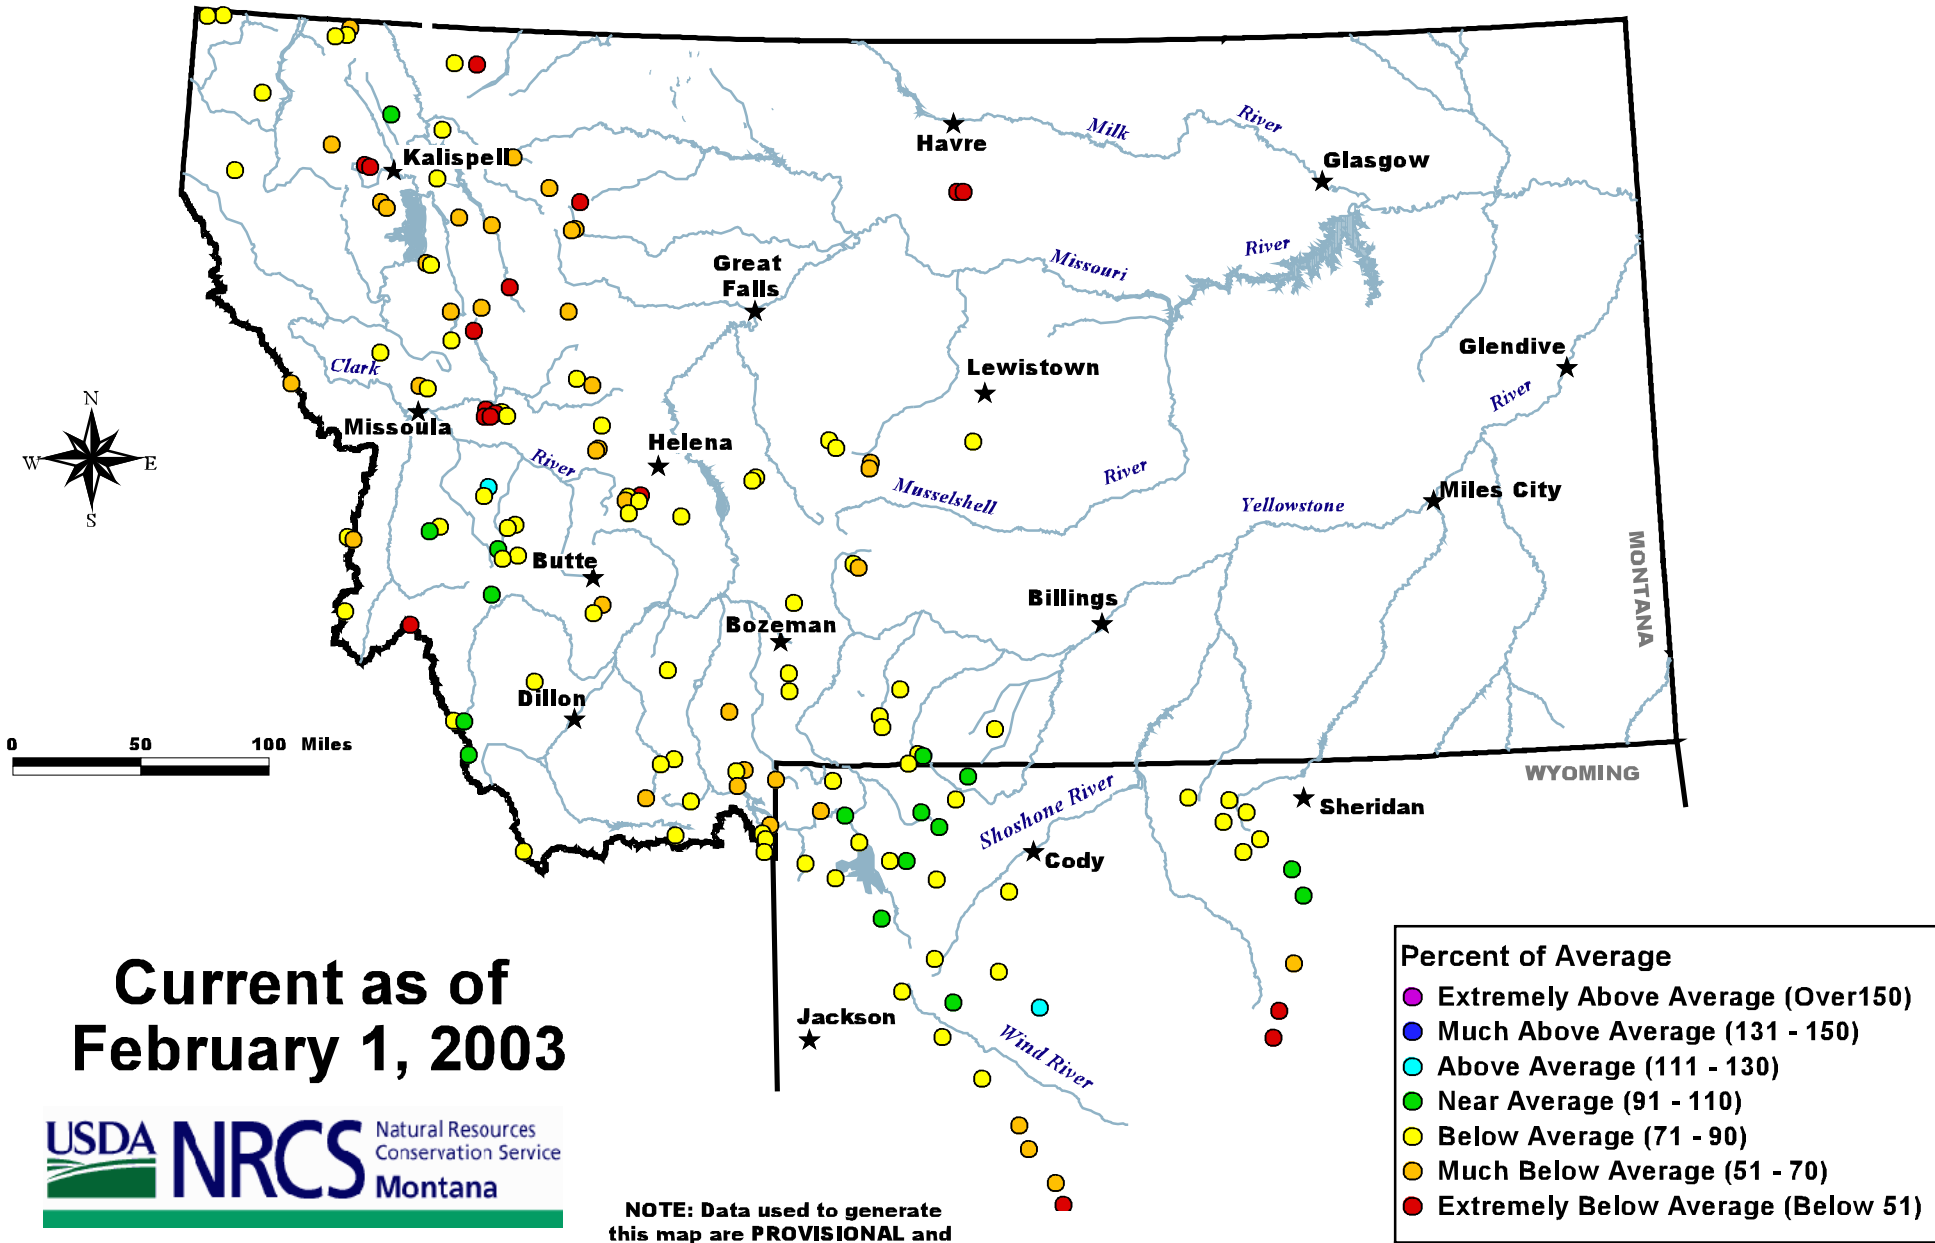 Kalispell
Havre
Milk
River
Glasgow
Great
Falls
Missouri
River
Glendive
River
Lewistown
Clark
Missoula
River
Helena
Musselshell
River
Yellowstone
Miles City
N
W
E
S
Butte
Bozeman
Billings
MONTANA
Dillon
0 50 100 Miles
WYOMING
Shoshone River
Sheridan
Cody
Jackson
Wind River
Current as of
February 1, 2003
USDA NRCS
Natural Resources
Conservation Service
Montana
NOTE: Data used to generate
this map are PROVISIONAL and
Percent of Average
Extremely Above Average (Over150)
Much Above Average (131 - 150)
Above Average (111 - 130)
Near Average (91 - 110)
Below Average (71 - 90)
Much Below Average (51 - 70)
Extremely Below Average (Below 51)